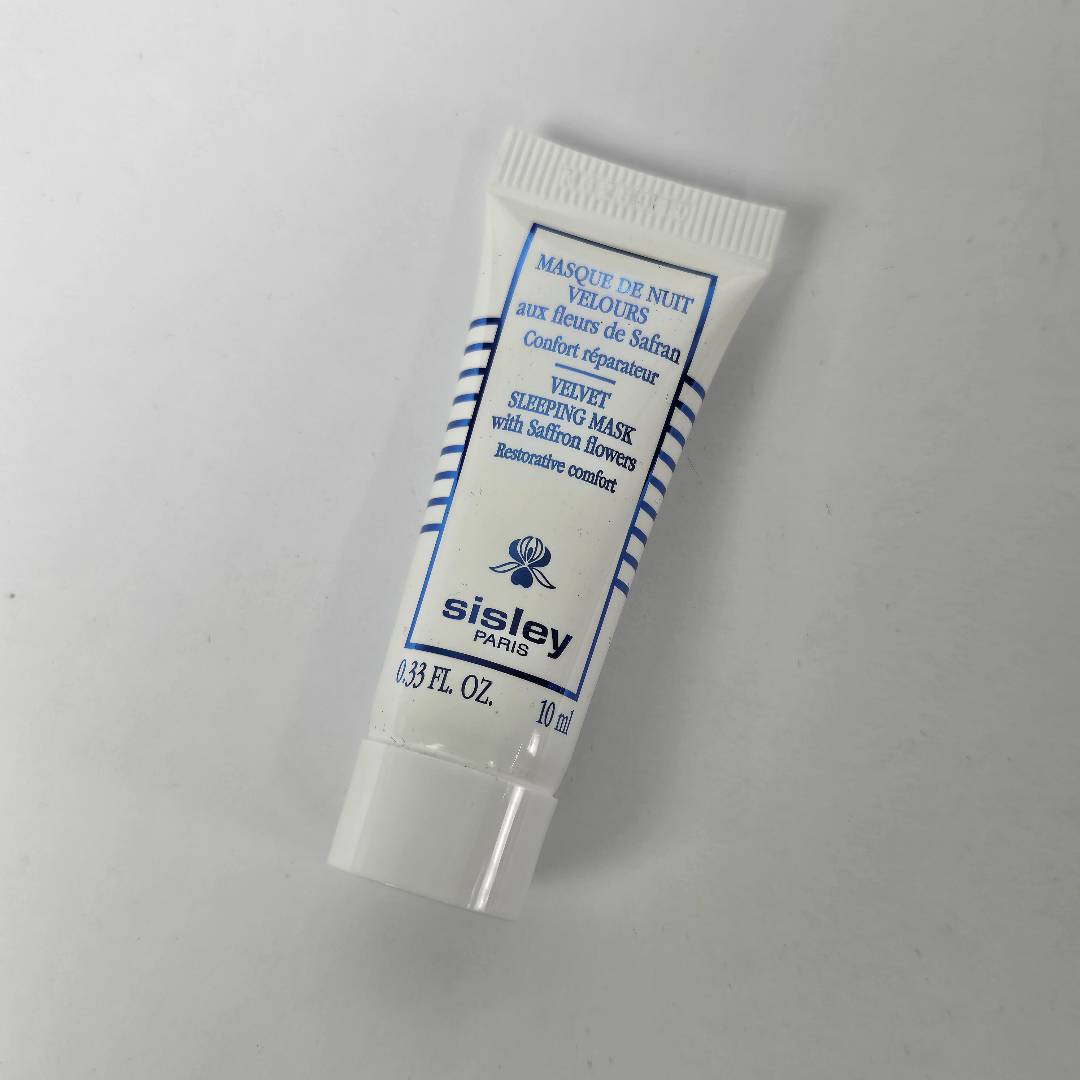 MASQUE DE NUIT
VELOURS
aux fleurs de Safran
Confort réparateur
VELVET
SLEEPING MASK
with Saffron flowers
Restorative comfort
sisley
PARIS
0.33 FL. OZ.
10 ml